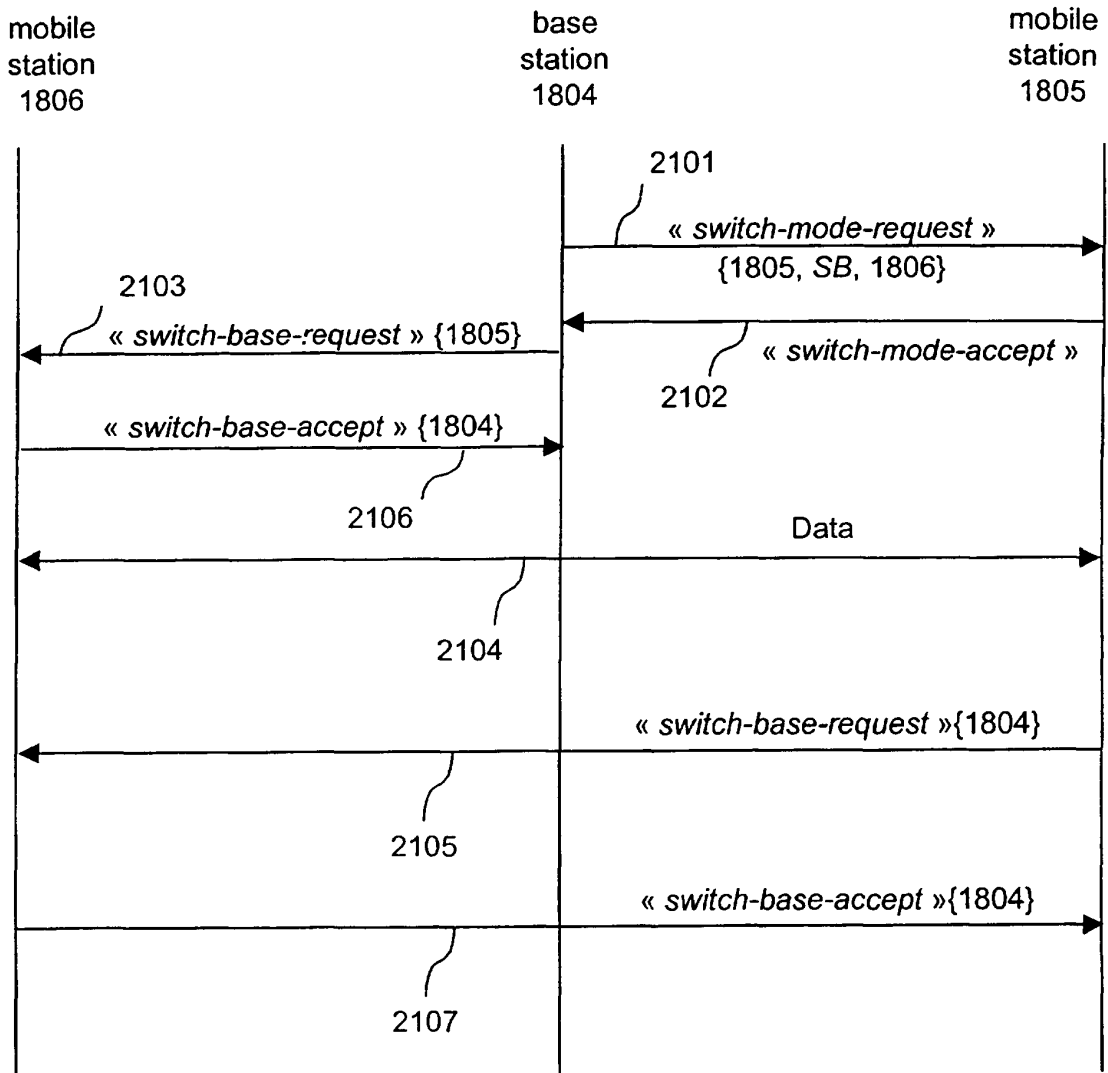 mobile
station
1806
base
station
1804
mobile
station
1805
2101
« switch-mode-request »
{1805, SB, 1806}
2103
« switch-base-request » {1805}
« switch-mode-accept »
2102
« switch-base-accept » {1804}
2106
Data
2104
« switch-base-request »{1804}
2105
« switch-base-accept »{1804}
2107